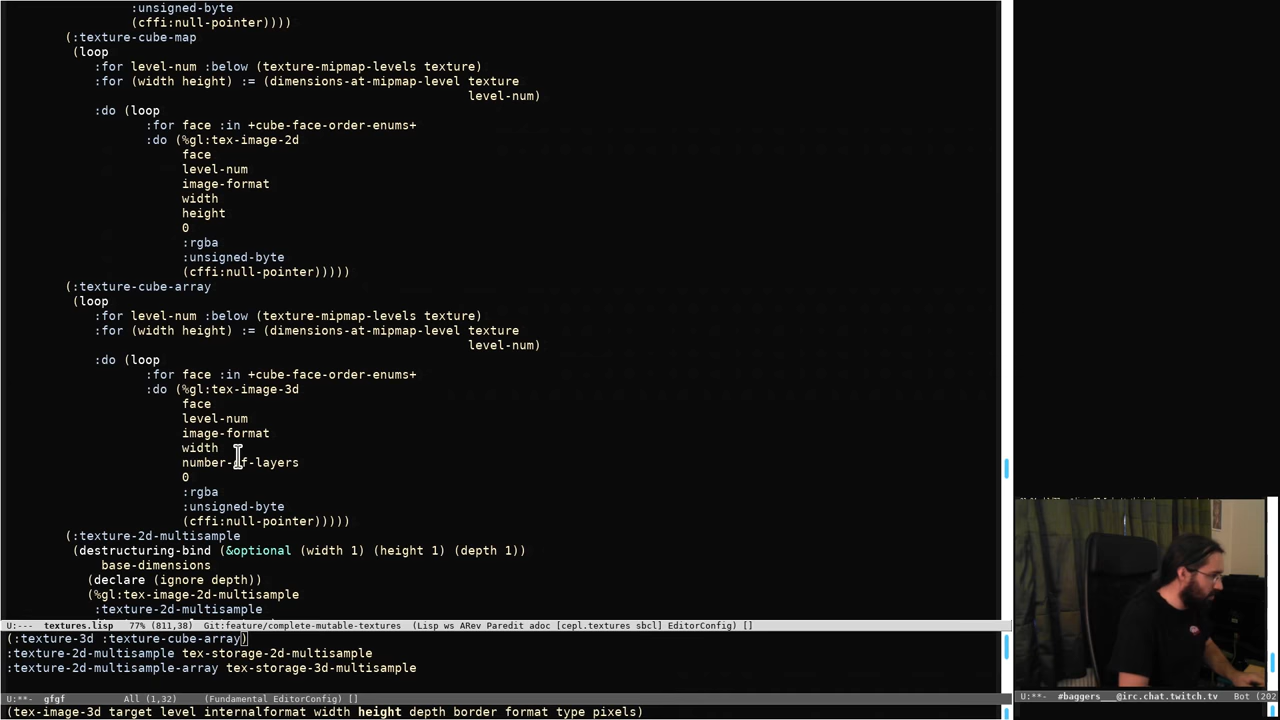 :unsigned-byte
(cffi:null-pointer))))
(:texture-cube-map
(loop
:for level-num :below (texture-mipmap-levels texture)
:for (width height) := (dimensions-at-mipmap-level texture
level-num)
:do (loop
:for face :in +cube-face-order-enums+
:do (%gl:tex-image-2d
face
level-num
image-format
width
height
0
:rgba
:unsigned-byte
(cffi:null-pointer)))))
(:texture-cube-array
(loop
:for level-num :below (texture-mipmap-levels texture)
:for (width height) := (dimensions-at-mipmap-level texture
level-num)
:do (loop
:for face :in +cube-face-order-enums+
:do (%gl:tex-image-3d
face
level-num
image-format
width
number-of-layers
0
:rgba
:unsigned-byte
(cffi:null-pointer)))))
(:texture-2d-multisample
(destructuring-bind (&optional (width 1) (height 1) (depth 1))
base-dimensions
(declare (ignore depth))
(%gl:tex-image-2d-multisample
:texture-2d-multisample
U:--- textures.lisp 77% (811,38) Git:feature/complete-mutable-textures (Lisp ws ARev Paredit adoc [cepl.textures sbcl] EditorConfig) []
(:texture-3d :texture-cube-array)
:texture-2d-multisample tex-storage-2d-multisample
:texture-2d-multisample-array tex-storage-3d-multisample
U:**- gfgf All (1,32) (Fundamental EditorConfig) []
U:**- #baggers___@irc.chat.twitch.tv Bot (202
(tex-image-3d target level internalformat width height depth border format type pixels)